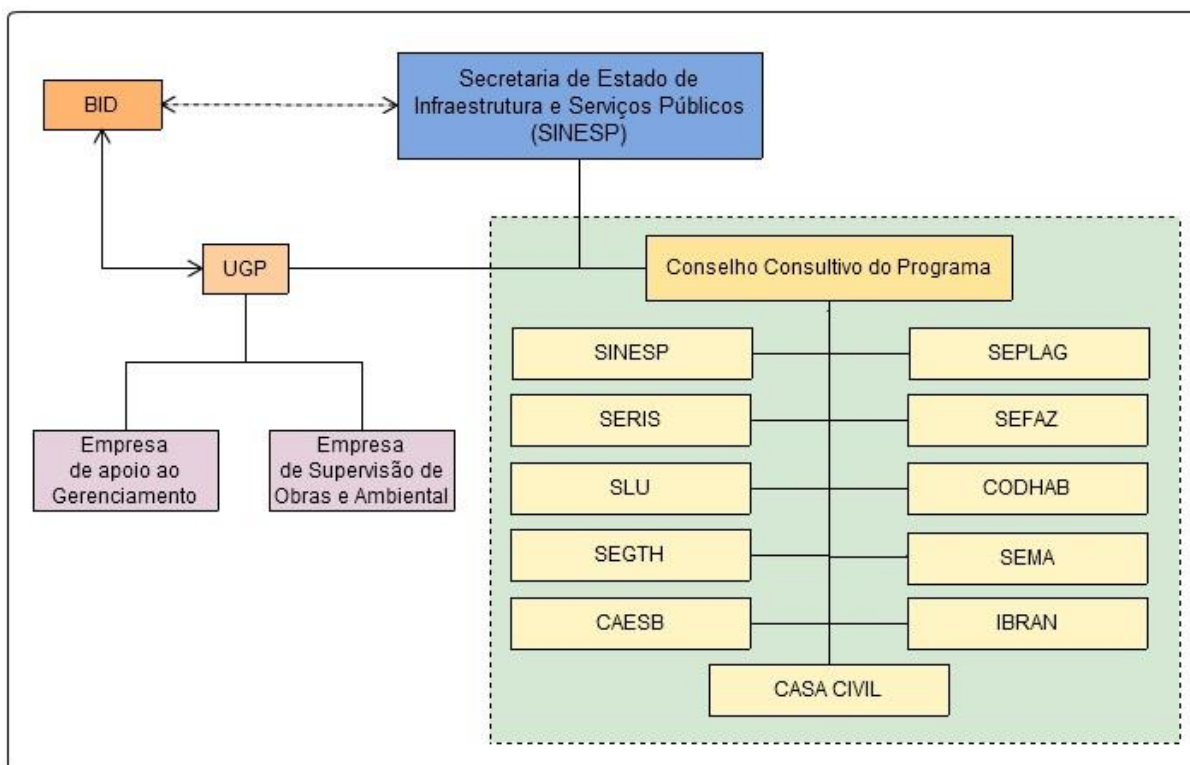 BID
Secretaria de Estado de
Infraestrutura e Serviços Públicos
(SINESP)
UGP
Conselho Consultivo do Programa
SINESP
SEPLAG
SERIS
SEFAZ
SLU
CODHAB
SEGTH
SEMA
CAESB
IBRAN
CASA CIVIL
Empresa
de apoio ao
Gerenciamento
Empresa
de Supervisão de
Obras e Ambiental